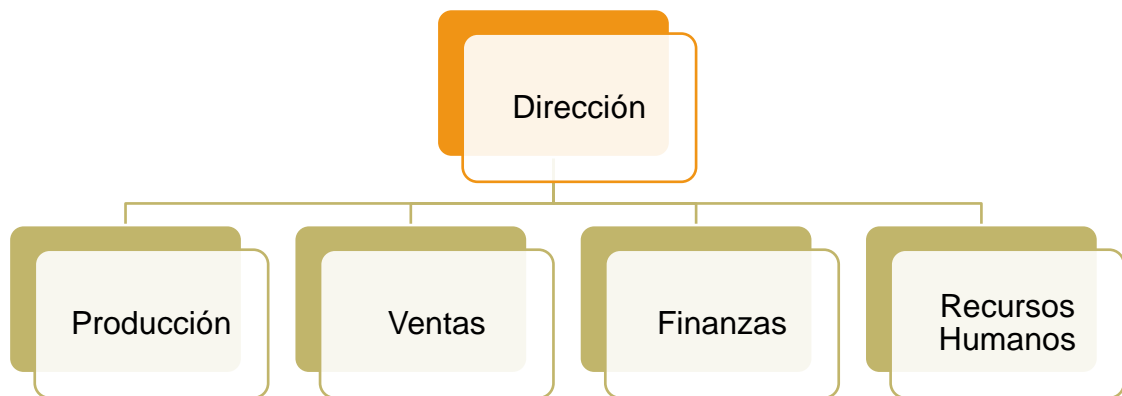 Dirección
Producción
Ventas
Finanzas
Recursos
Humanos